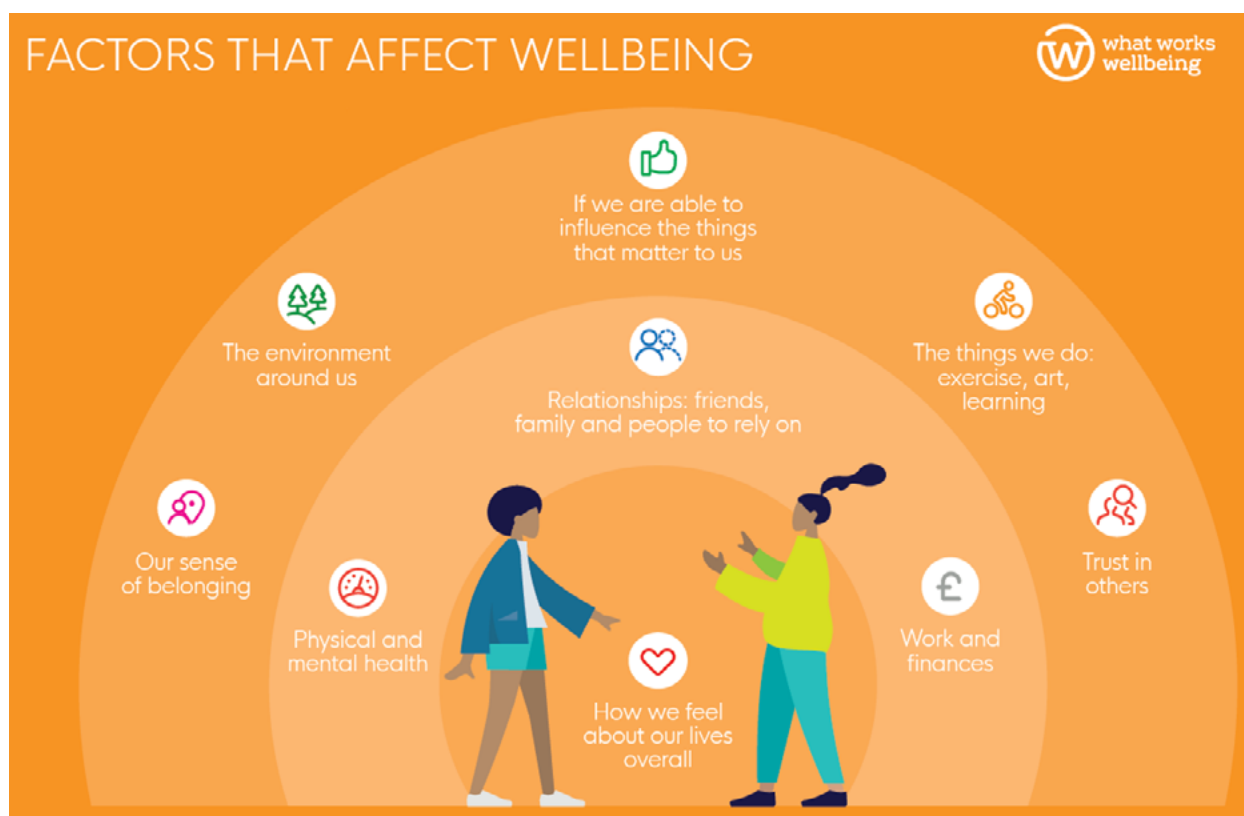 FACTORS THAT AFFECT WELLBEING
what works
wellbeing
If we are able to
influence the things
that matter to us
The environment
around us
The things we do:
exercise, art,
learning
Relationships: friends,
family and people to rely on
Our sense
of belonging
Trust in
others
Physical and
mental health
£
Work and
finances
How we feel
about our lives
overall